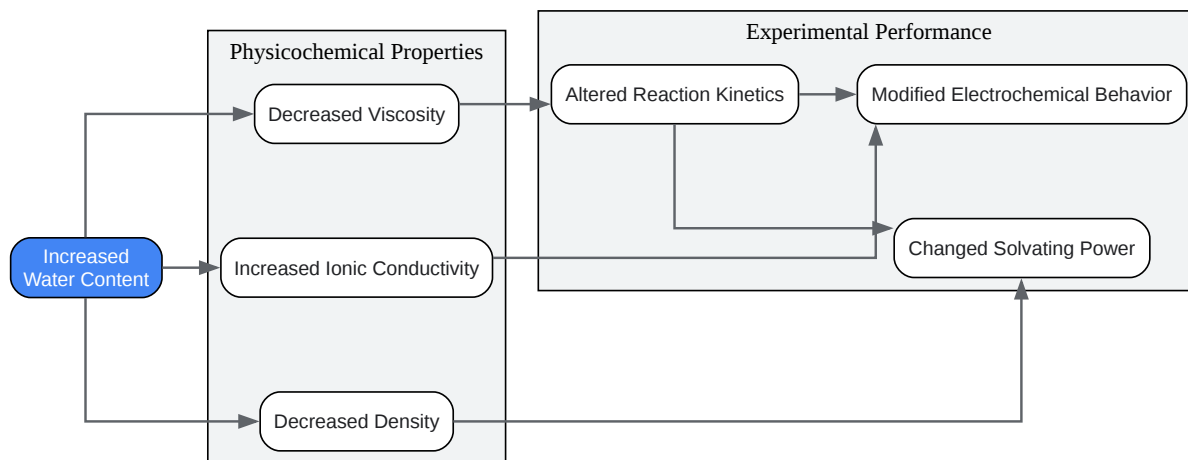 Experimental Performance
Physicochemical Properties
Altered Reaction Kinetics
Modified Electrochemical Behavior
Decreased Viscosity
Increased
Water Content
Increased Ionic Conductivity
Changed Solvating Power
Decreased Density